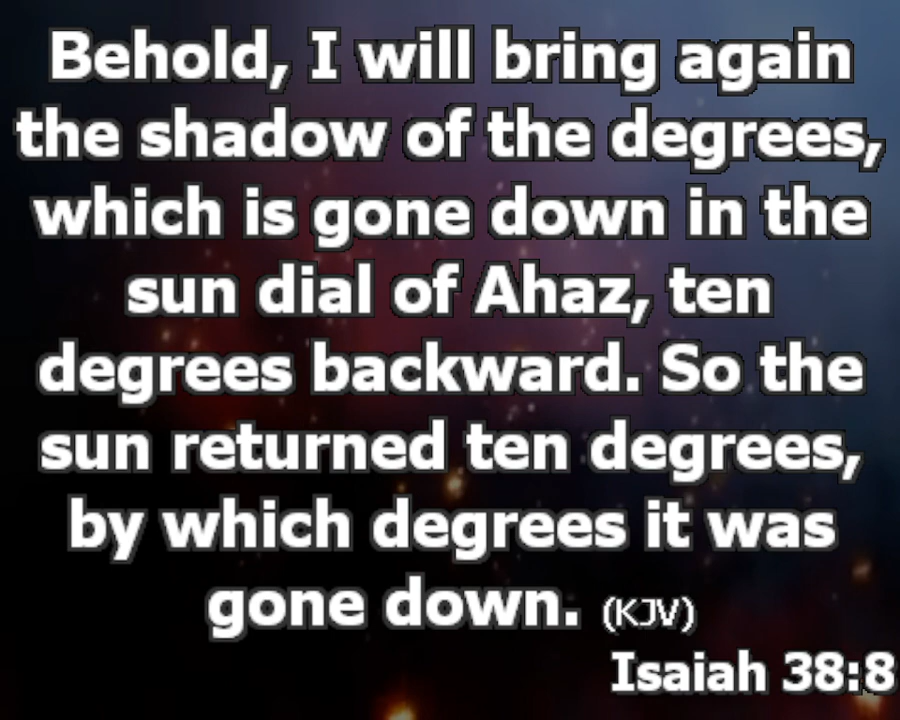 Behold, I will bring again
the shadow of the degrees,
which is gone down in the
sun dial of Ahaz, ten
degrees backward. So the
sun returned ten degrees,
by which degrees it was
gone down. (KJV)
Isaiah 38:8